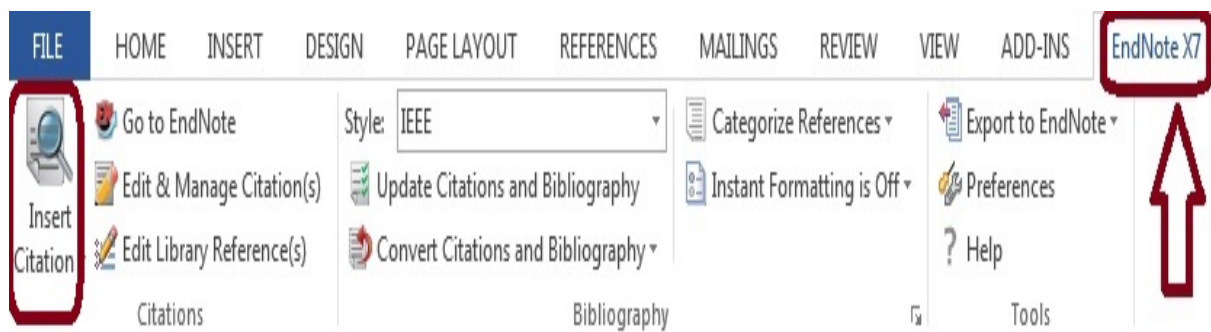 FILE HOME INSERT DESIGN PAGE LAYOUT REFERENCES MAILINGS REVIEW VIEW ADD-INS EndNote X7
Insert
Citation
Go to EndNote
Edit & Manage Citation(s)
Edit Library Reference(s)
Citations
Style: IEEE
Update Citations and Bibliography
Convert Citations and Bibliography
Categorize References
Instant Formatting is Off
Bibliography
Export to EndNote
Preferences
? Help
Tools